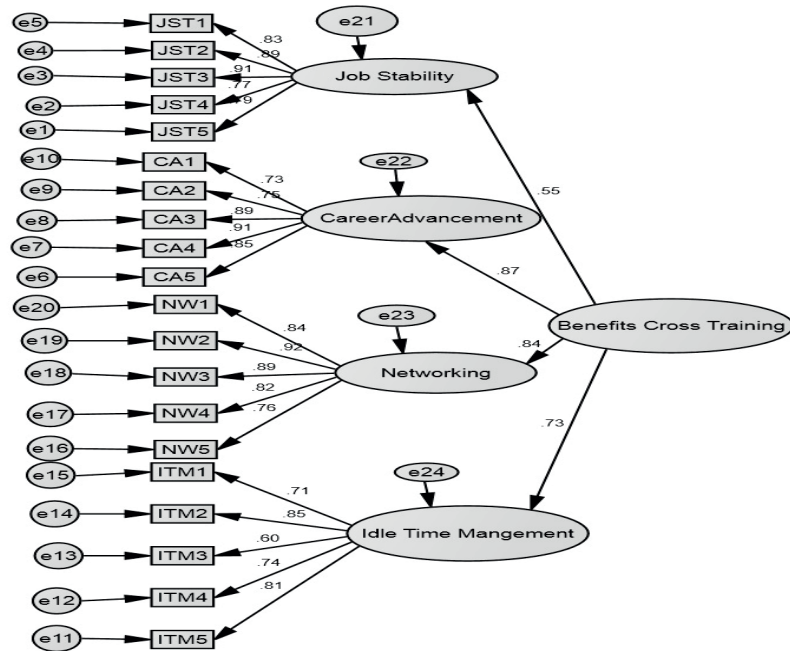 e21
e5 JST1
.83
e4 JST2
.89
e3 JST3
.91
Job Stability
e2 JST4
.77
e1 JST5
e10 CA1
e22
.73
e9 CA2
.75
.55
e8 CA3
.89
CareerAdvancement
e7 CA4
.91
e6 CA5
.85
.87
e20 NW1
e23
.84
Benefits Cross Training
e19 NW2
.92
.84
e18 NW3
.89
Networking
.82
e17 NW4
.76
e16 NW5
.73
e15 ITM1
e24
.71
e14 ITM2
.85
Idle Time Mangement
e13 ITM3
.60
.74
e12 ITM4
.81
e11 ITM5